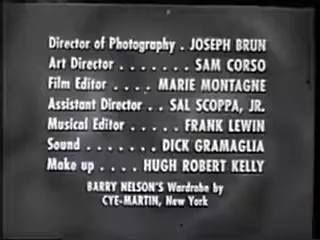 Director of Photography . JOSEPH BRUN
Art Director . . . . . . . SAM CORSO
Film Editor . . . . MARIE MONTAGNE
Assistant Director . . SAL SCOPPA, JR.
Musical Editor . . . . . FRANK LEWIN
Sound . . . . . . . DICK GRAMAGLIA
Make up . . . . HUGH ROBERT KELLY
BARRY NELSON'S Wardrobe by
CYE-MARTIN, New York